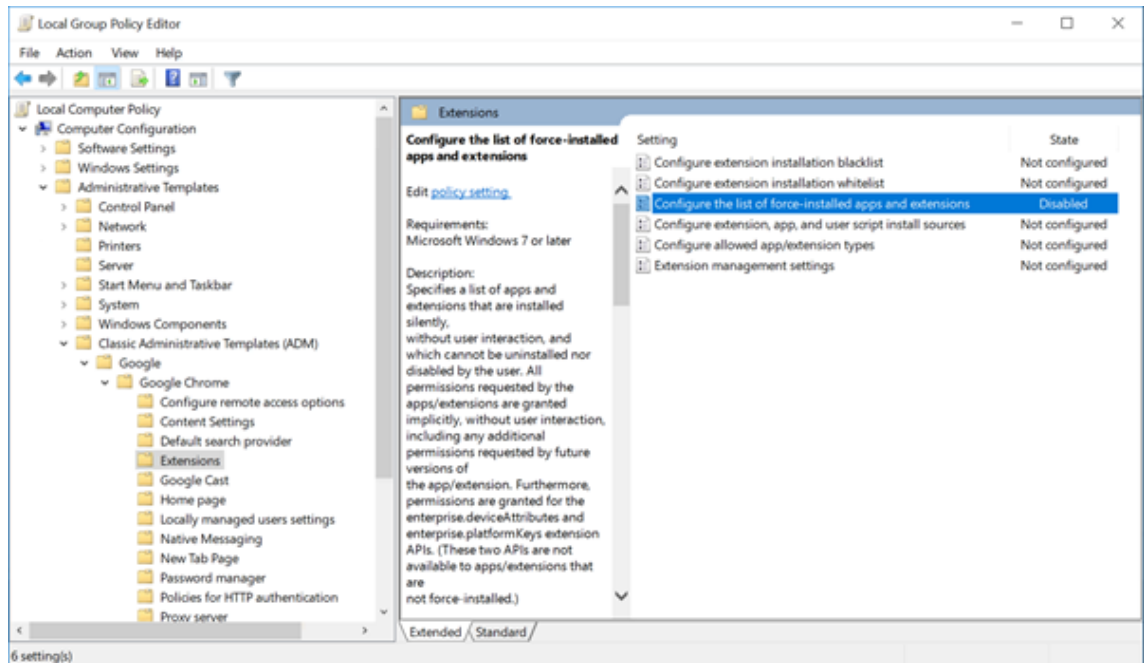 Local Group Policy Editor
File Action View Help
Local Computer Policy
Computer Configuration
Software Settings
Windows Settings
Administrative Templates
Control Panel
Network
Printers
Server
Start Menu and Taskbar
System
Windows Components
Classic Administrative Templates (ADM)
Google
Google Chrome
Configure remote access options
Content Settings
Default search provider
Extensions
Google Cast
Home page
Locally managed users settings
Native Messaging
New Tab Page
Password manager
Policies for HTTP authentication
Proxy server
Extensions
Configure the list of force-installed
apps and extensions
Edit policy setting.
Requirements:
Microsoft Windows 7 or later
Description:
Specifies a list of apps and
extensions that are installed
silently,
without user interaction, and
which cannot be uninstalled nor
disabled by the user. All
permissions requested by the
apps/extensions are granted
implicitly, without user interaction,
including any additional
permissions requested by future
versions of
the app/extension. Furthermore,
permissions are granted for the
enterprise.deviceAttributes and
enterprise.platformKeys extension
APIs. (These two APIs are not
available to apps/extensions that
are
not force-installed.)
Setting State
Configure extension installation blacklist Not configured
Configure extension installation whitelist Not configured
Configure the list of force-installed apps and extensions Disabled
Configure extension, app, and user script install sources Not configured
Configure allowed app/extension types Not configured
Extension management settings Not configured
Extended Standard
6 setting(s)